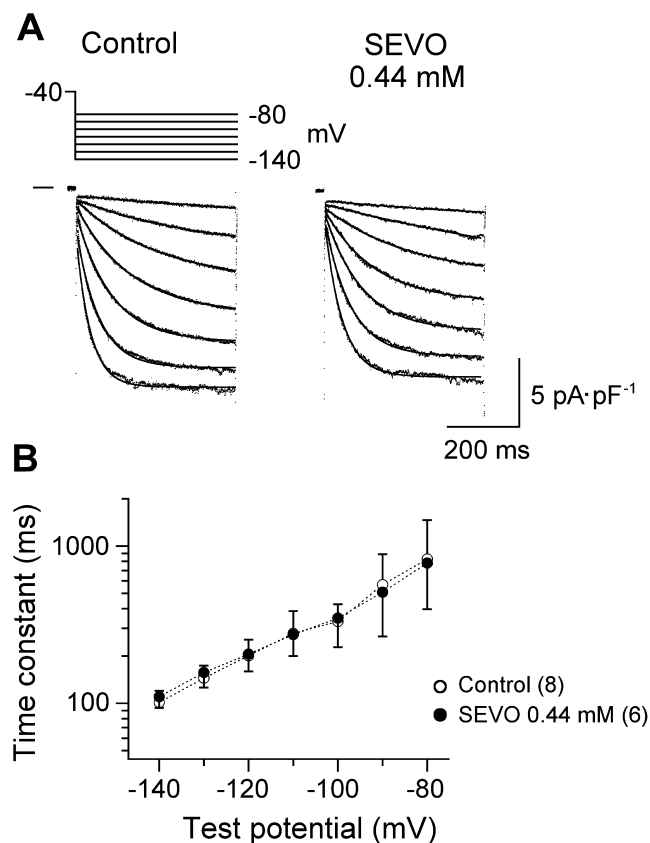 A
Control
SEVO
0.44 mM
-40
-80
mV
-140
5 pA·pF-1
200 ms
B
Time constant (ms)
1000
100
Control (8)
SEVO 0.44 mM (6)
-140 -120 -100 -80
Test potential (mV)